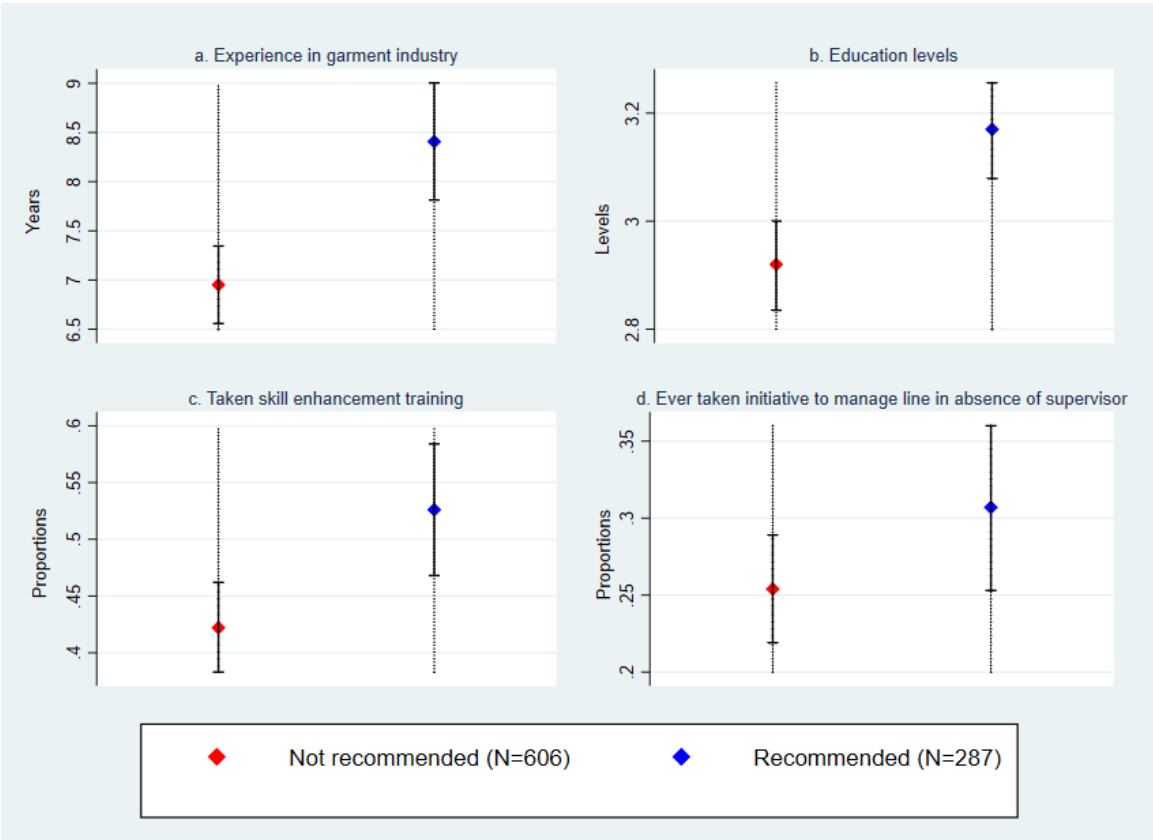 a. Experience in garment industry
Years
9
8.5
8
7.5
7
6.5
b. Education levels
Levels
3.2
3
2.8
c. Taken skill enhancement training
Proportions
.6
.55
.5
.45
.4
d. Ever taken initiative to manage line in absence of supervisor
Proportions
.35
.3
.25
.2
Not recommended (N=606)
Recommended (N=287)